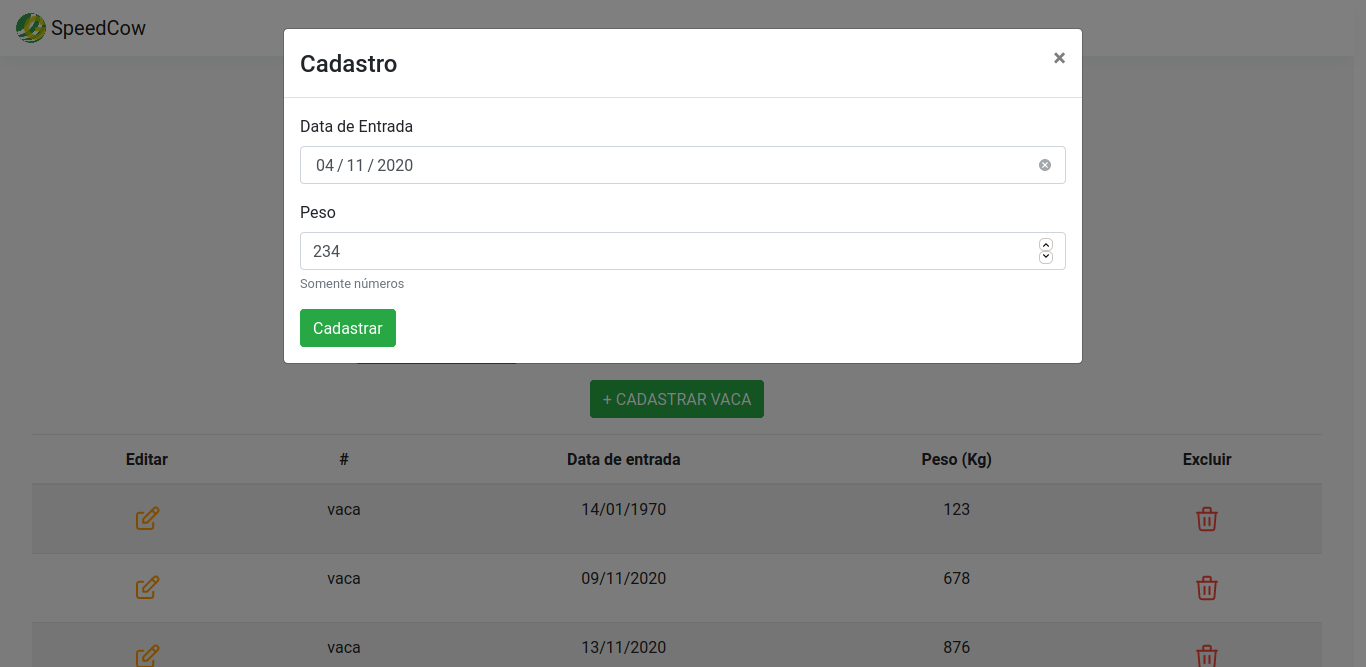 SpeedCow
Cadastro
×
Data de Entrada
04 / 11 / 2020
Peso
234
Somente números
Cadastrar
+ CADASTRAR VACA
Editar # Data de entrada Peso (Kg) Excluir
vaca 14/01/1970 123
vaca 09/11/2020 678
vaca 13/11/2020 876